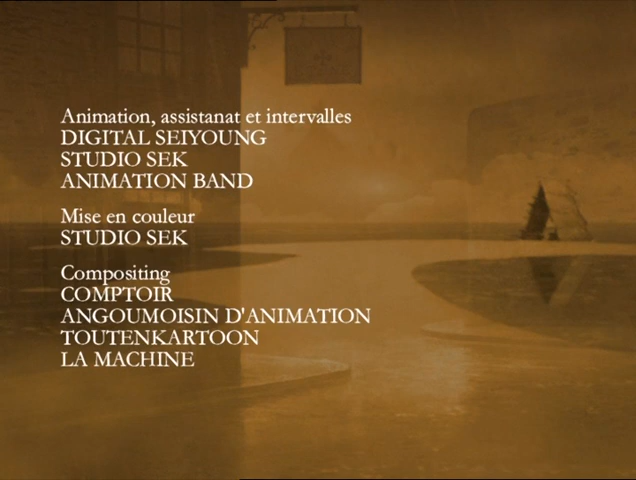 Animation, assistanat et intervalles
DIGITAL SEIYOUNG
STUDIO SEK
ANIMATION BAND
Mise en couleur
STUDIO SEK
Compositing
COMPTOIR
ANGOUMOISIN D'ANIMATION
TOUTENKARTOON
LA MACHINE